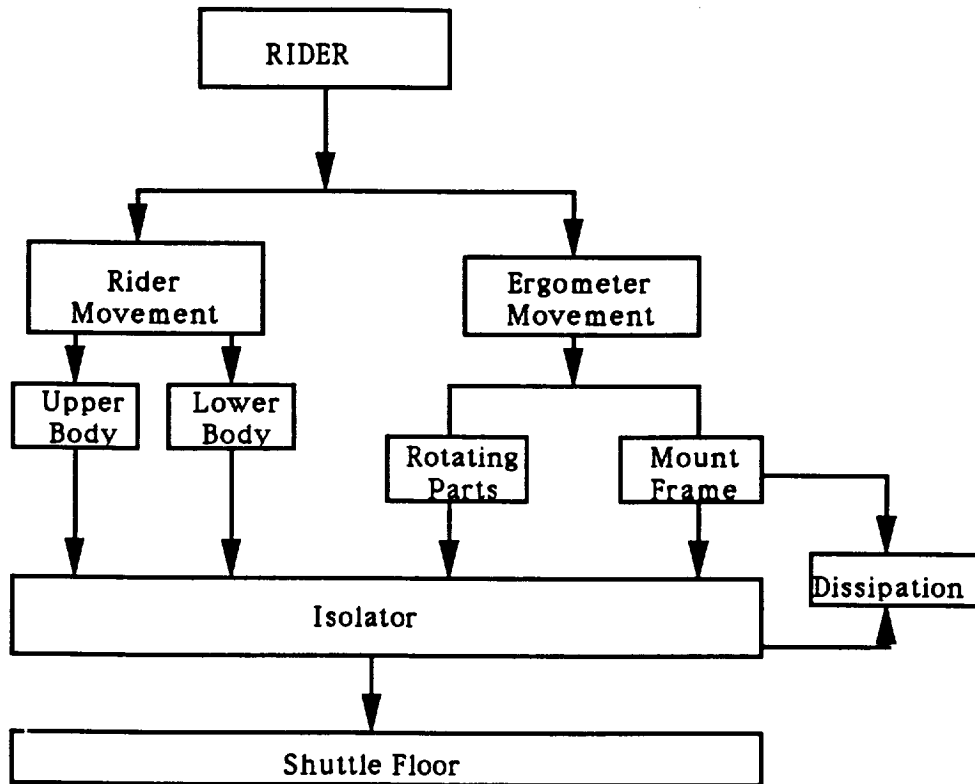 RIDER
Rider
Movement
Ergometer
Movement
Upper
Body
Lower
Body
Rotating
Parts
Mount
Frame
Dissipation
Isolator
Shuttle Floor